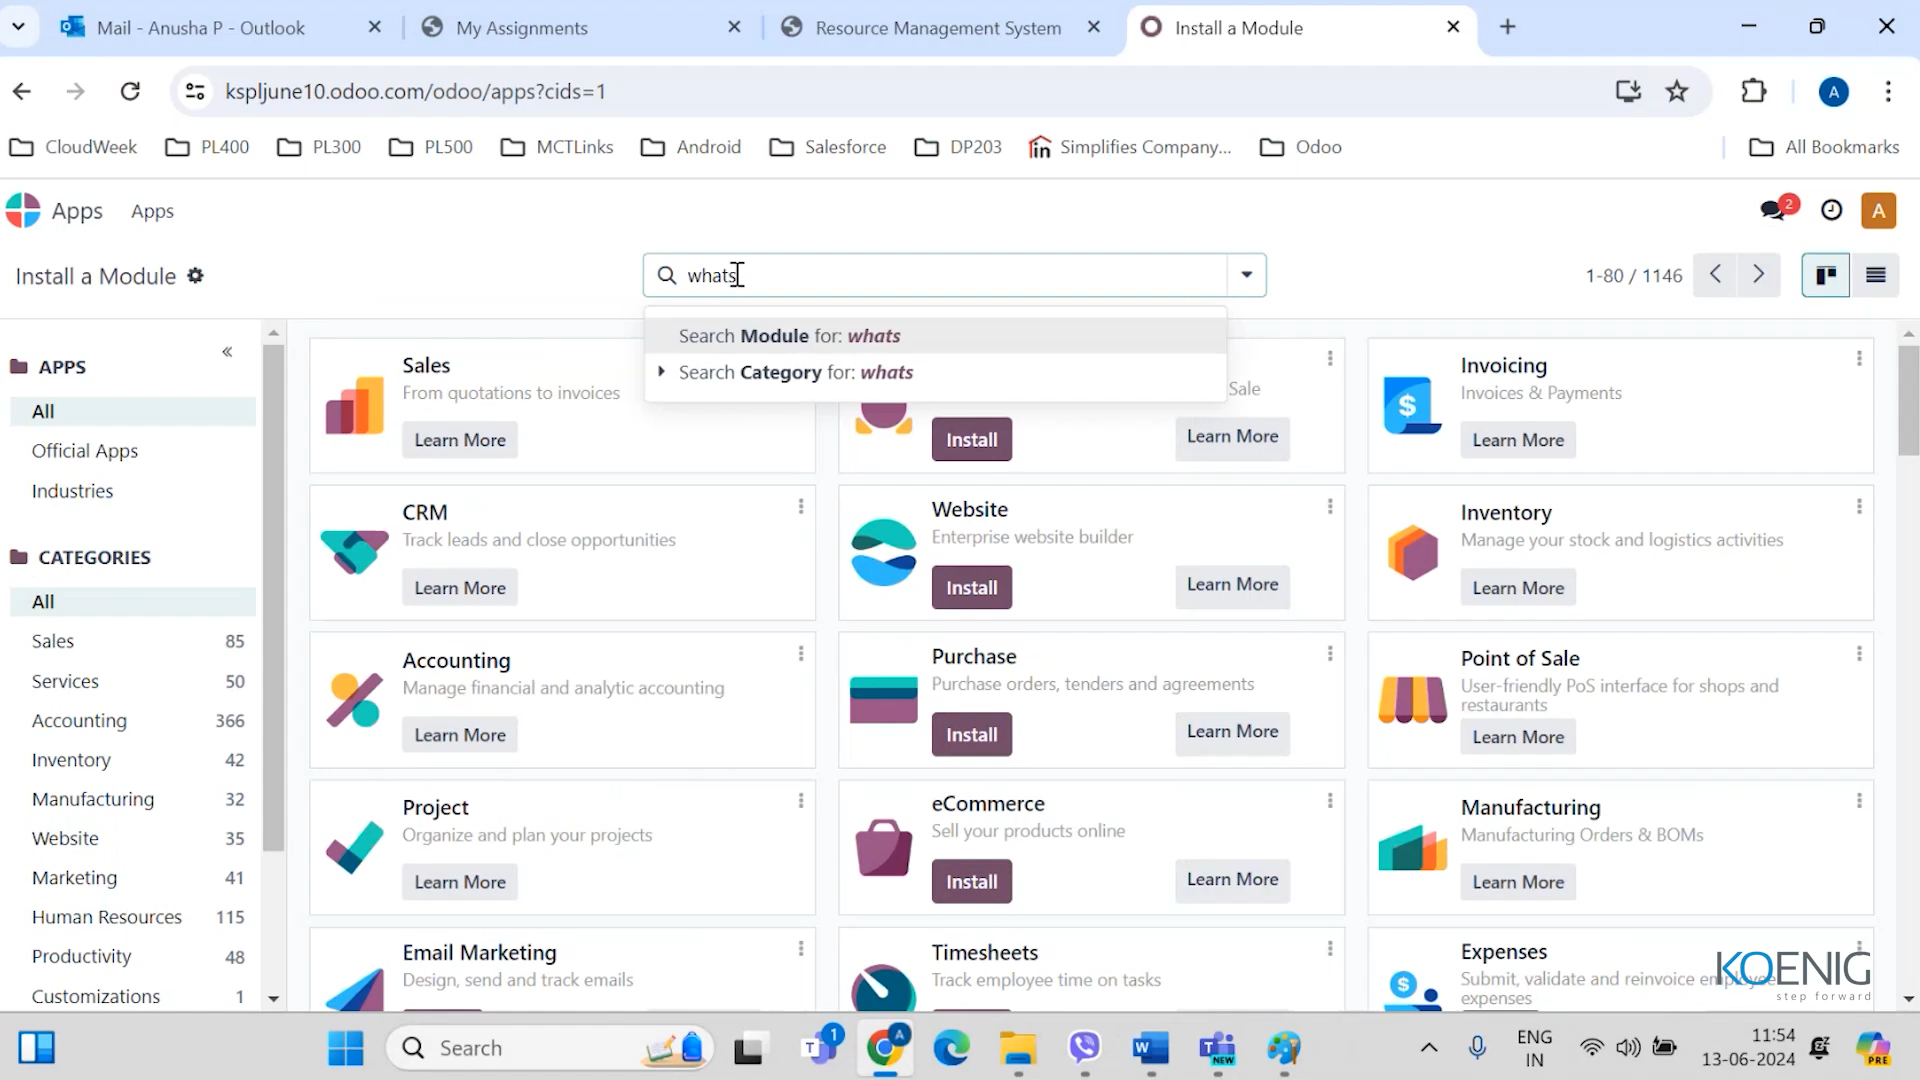 Mail - Anusha P - Outlook
My Assignments
Resource Management System
Install a Module
kspljune10.odoo.com/odoo/apps?cids=1
A
CloudWeek
PL400
PL300
PL500
MCTLinks
Android
Salesforce
DP203
Simplifies Company...
Odoo
All Bookmarks
Apps
Apps
2
A
Install a Module
whats
1-80 / 1146
Search Module for: whats
Search Category for: whats
APPS
All
Official Apps
Industries
CATEGORIES
All
Sales 85
Services 50
Accounting 366
Inventory 42
Manufacturing 32
Website 35
Marketing 41
Human Resources 115
Productivity 48
Customizations 1
Sales
From quotations to invoices
Learn More
Sale
Install
Learn More
Invoicing
Invoices & Payments
Learn More
CRM
Track leads and close opportunities
Learn More
Website
Enterprise website builder
Install
Learn More
Inventory
Manage your stock and logistics activities
Learn More
Accounting
Manage financial and analytic accounting
Learn More
Purchase
Purchase orders, tenders and agreements
Install
Learn More
Point of Sale
User-friendly PoS interface for shops and
restaurants
Learn More
Project
Organize and plan your projects
Learn More
eCommerce
Sell your products online
Install
Learn More
Manufacturing
Manufacturing Orders & BOMs
Learn More
Email Marketing
Design, send and track emails
Timesheets
Track employee time on tasks
Expenses
Submit, validate and reinvoice employee
expenses
KOENIG
step forward
Search
1
A
NEW
ENG
IN
11:54
13-06-2024
PRE